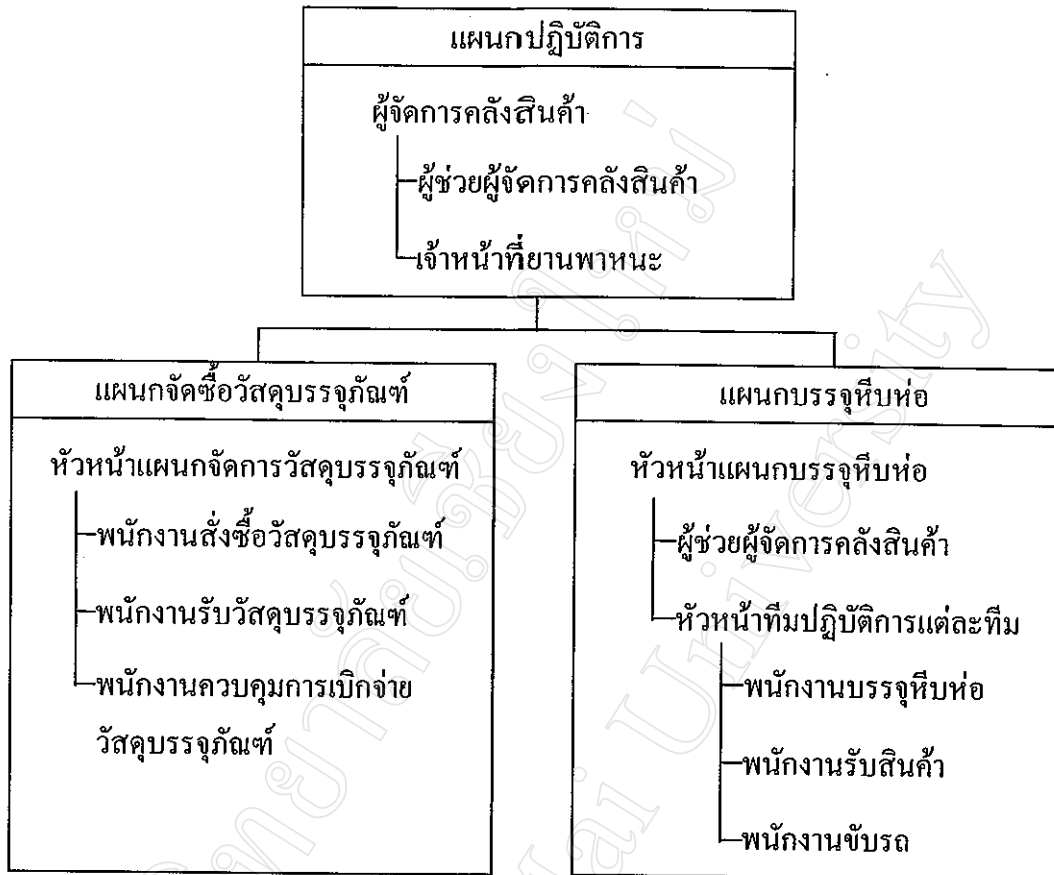 แผนกปฏิบัติการ
ผู้จัดการคลังสินค้า
ผู้ช่วยผู้จัดการคลังสินค้า
เจ้าหน้าที่ยานพาหนะ
แผนกจัดซื้อวัสดุบรรจุภัณฑ์
หัวหน้าแผนกจัดการวัสดุบรรจุภัณฑ์
พนักงานสั่งซื้อวัสดุบรรจุภัณฑ์
พนักงานรับวัสดุบรรจุภัณฑ์
พนักงานควบคุมการเบิกจ่าย
วัสดุบรรจุภัณฑ์
แผนกบรรจุหีบห่อ
หัวหน้าแผนกบรรจุหีบห่อ
ผู้ช่วยผู้จัดการคลังสินค้า
หัวหน้าทีมปฏิบัติการแต่ละทีม
พนักงานบรรจุหีบห่อ
พนักงานรับสินค้า
พนักงานขับรถ
ทยาลัยเชียงใหม่
Mai University